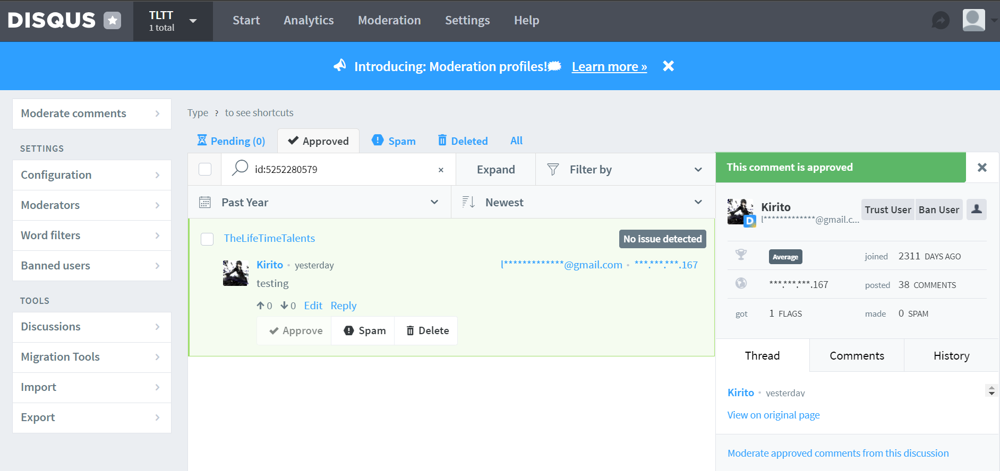 DISQUS
TLTT
1 total
Start Analytics Moderation Settings Help
Introducing: Moderation profiles! Learn more »
Moderate comments
SETTINGS
Configuration
Moderators
Word filters
Banned users
TOOLS
Discussions
Migration Tools
Import
Export
Type ? to see shortcuts
Pending (0) Approved Spam Deleted All
id:5252280579 × Expand Filter by
Past Year Newest
TheLifeTimeTalents No issue detected
Kirito • yesterday l*************@gmail.com • ***.***.***.167
testing
0 0 Edit Reply
Approve Spam Delete
This comment is approved
Kirito Trust User Ban User
l*************@gmail.c...
D
Average joined 2311 DAYS AGO
***.***.***.167 posted 38 COMMENTS
got 1 FLAGS made 0 SPAM
Thread Comments History
Kirito • yesterday
View on original page
Moderate approved comments from this discussion